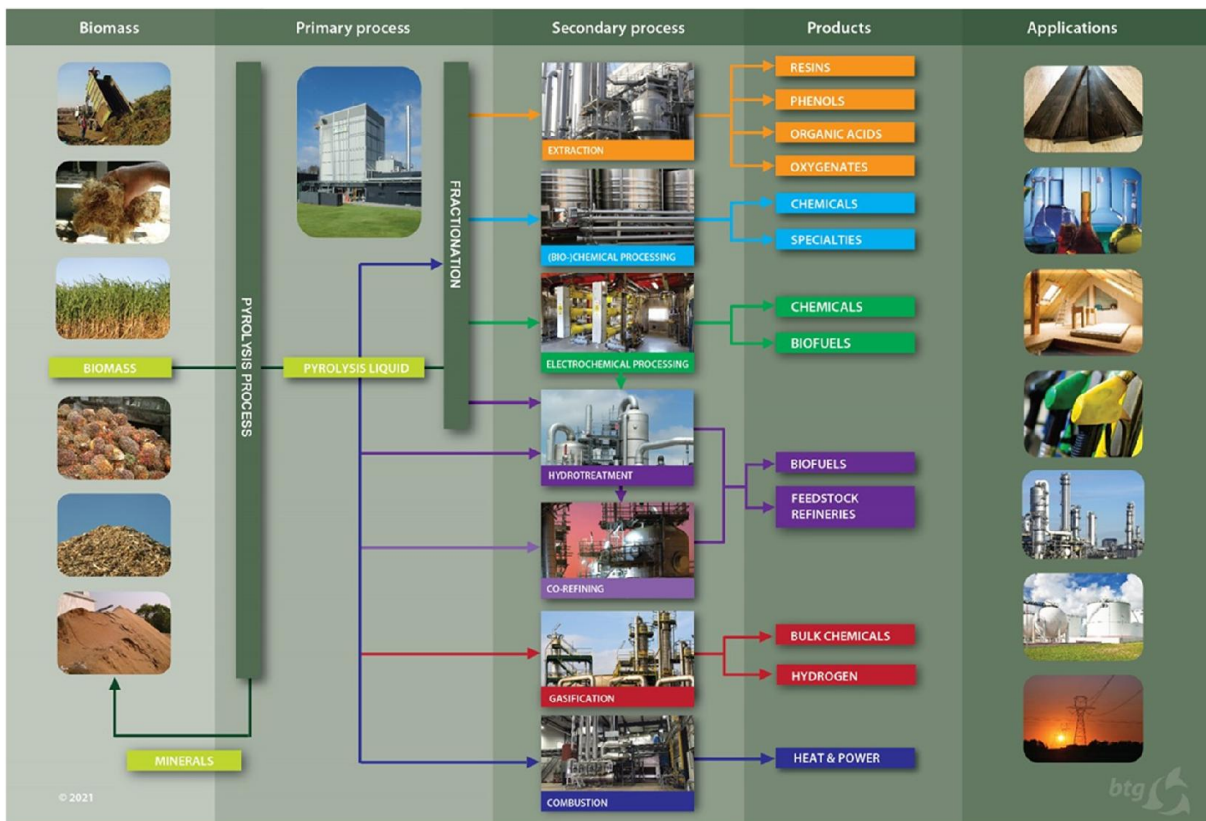 Biomass
Primary process
Secondary process
Products
Applications
PYROLYSIS PROCESS
FRACTIONATION
BIOMASS
PYROLYSIS LIQUID
MINERALS
EXTRACTION
(BIO-)CHEMICAL PROCESSING
ELECTROCHEMICAL PROCESSING
HYDROTREATMENT
CO-REFINING
GASIFICATION
COMBUSTION
RESINS
PHENOLS
ORGANIC ACIDS
OXYGENATES
CHEMICALS
SPECIALTIES
CHEMICALS
BIOFUELS
BIOFUELS
FEEDSTOCK
REFINERIES
BULK CHEMICALS
HYDROGEN
HEAT & POWER
© 2021
btg